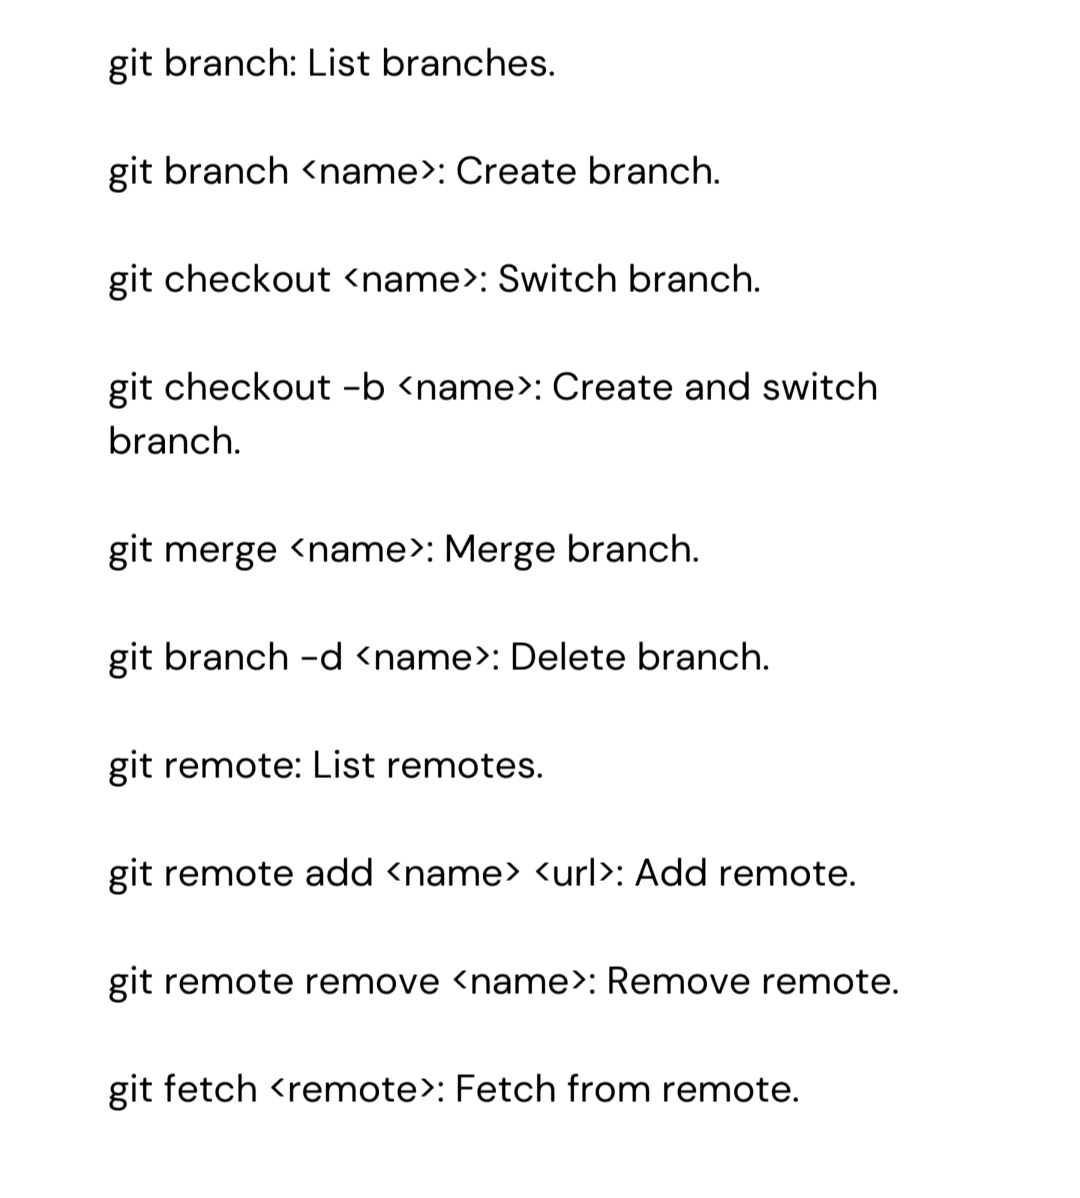 git branch: List branches.
git branch <name>: Create branch.
git checkout <name>: Switch branch.
git checkout -b <name>: Create and switch
branch.
git merge <name>: Merge branch.
git branch -d <name>: Delete branch.
git remote: List remotes.
git remote add <name> <url>: Add remote.
git remote remove <name>: Remove remote.
git fetch <remote>: Fetch from remote.